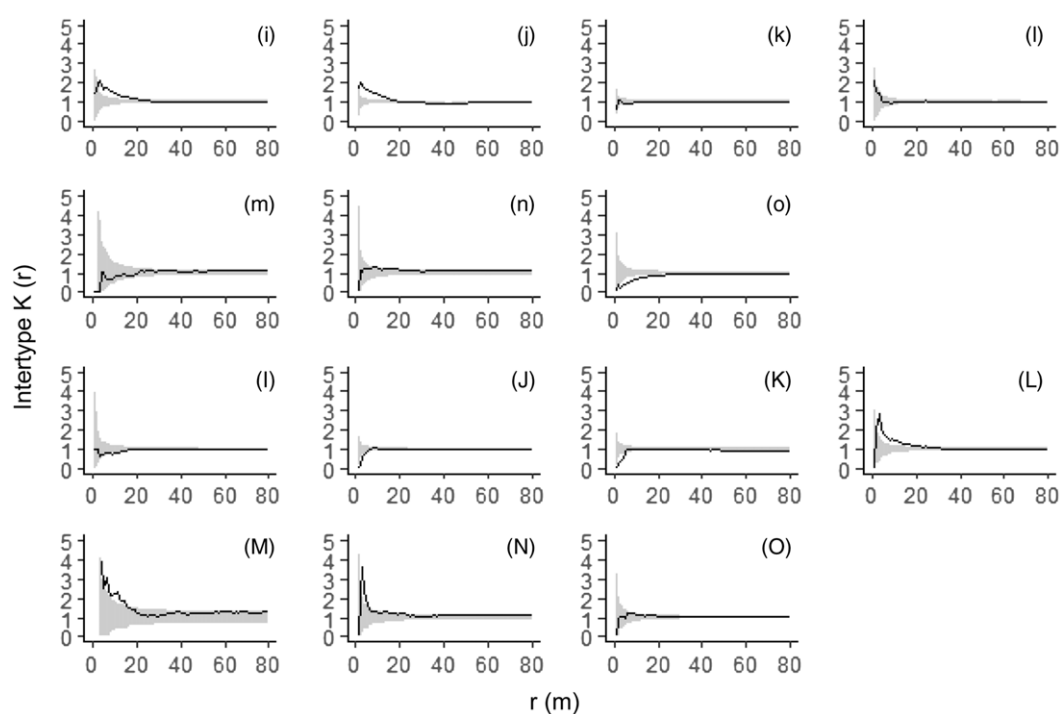 5 (i) 5 (j) 5 (k) 5 (l)
4 4 4 4
3 3 3 3
2 2 2 2
1 1 1 1
0 0 0 0
0 20 40 60 80 0 20 40 60 80 0 20 40 60 80 0 20 40 60 80
5 (m) 5 (n) 5 (o)
4 4 4
3 3 3
2 2 2
1 1 1
0 0 0
0 20 40 60 80 0 20 40 60 80 0 20 40 60 80
Intertype K (r)
5 (I) 5 (J) 5 (K) 5 (L)
4 4 4 4
3 3 3 3
2 2 2 2
1 1 1 1
0 0 0 0
0 20 40 60 80 0 20 40 60 80 0 20 40 60 80 0 20 40 60 80
5 (M) 5 (N) 5 (O)
4 4 4
3 3 3
2 2 2
1 1 1
0 0 0
0 20 40 60 80 0 20 40 60 80 0 20 40 60 80
r (m)